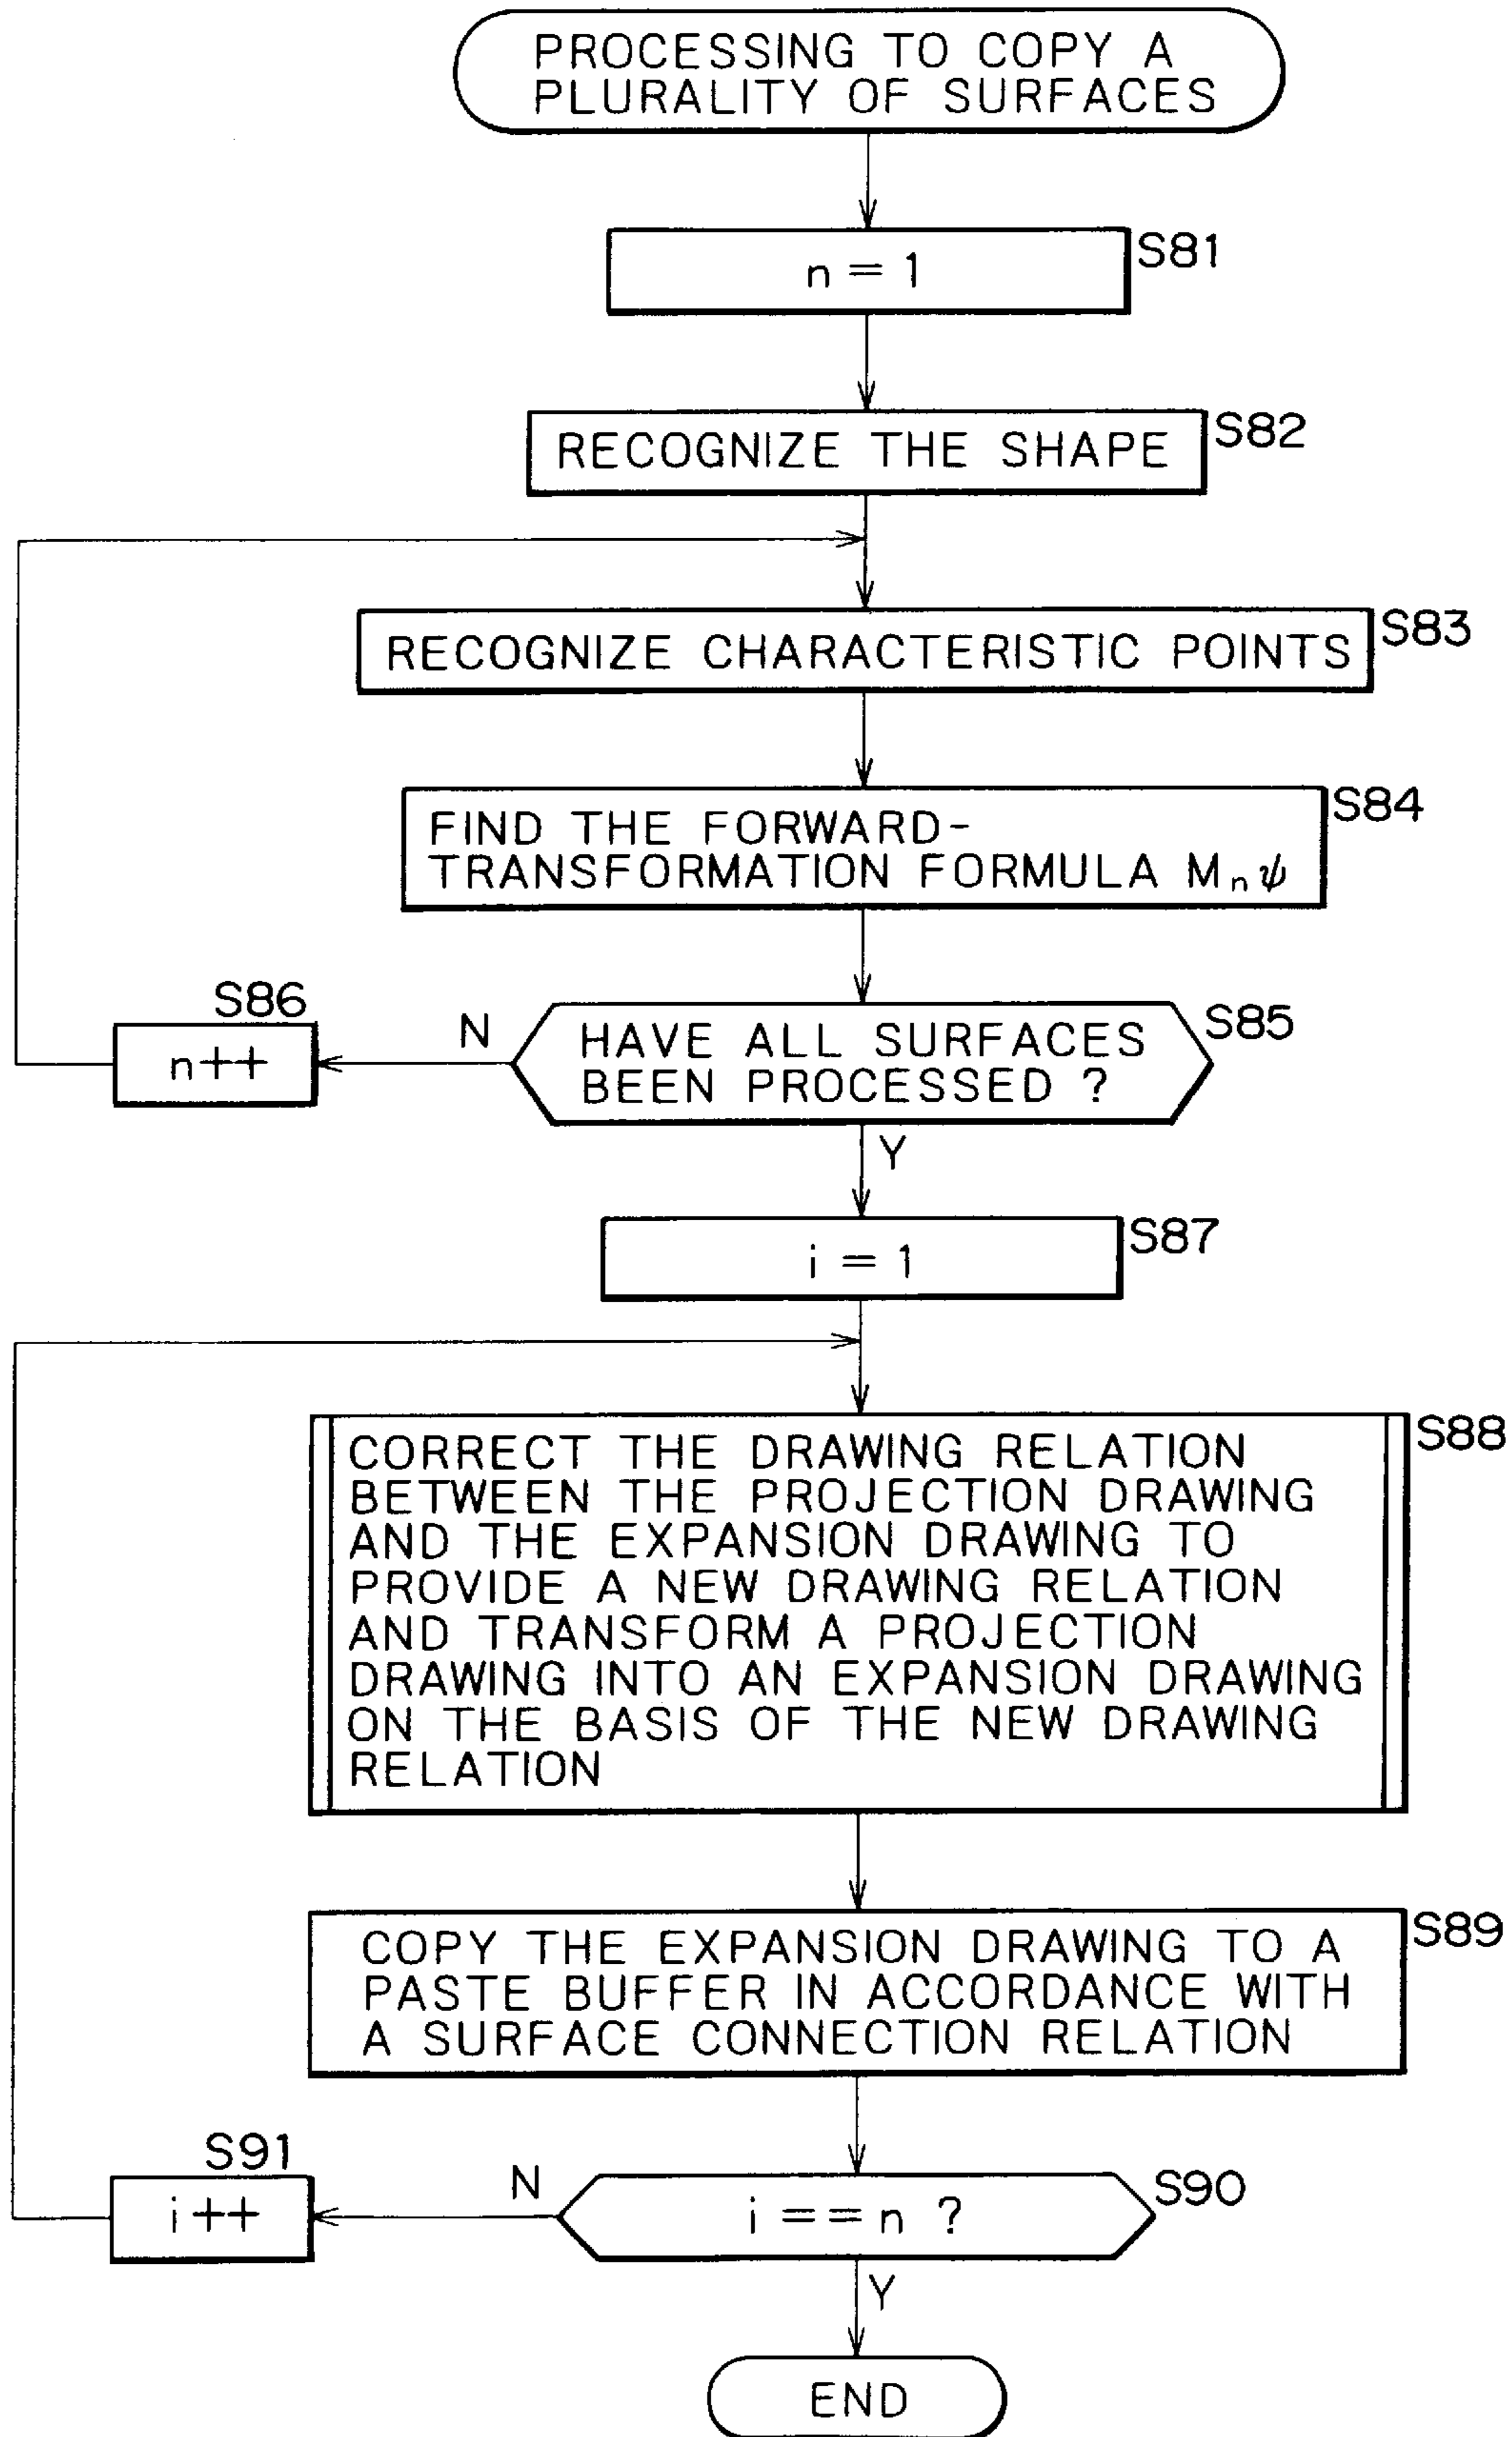 PROCESSING TO COPY A
PLURALITY OF SURFACES
n = 1
S81
RECOGNIZE THE SHAPE
S82
RECOGNIZE CHARACTERISTIC POINTS
S83
FIND THE FORWARD-
TRANSFORMATION FORMULA Mnψ
S84
HAVE ALL SURFACES
BEEN PROCESSED ?
S85
N
S86
n++
Y
i = 1
S87
CORRECT THE DRAWING RELATION
BETWEEN THE PROJECTION DRAWING
AND THE EXPANSION DRAWING TO
PROVIDE A NEW DRAWING RELATION
AND TRANSFORM A PROJECTION
DRAWING INTO AN EXPANSION DRAWING
ON THE BASIS OF THE NEW DRAWING
RELATION
S88
COPY THE EXPANSION DRAWING TO A
PASTE BUFFER IN ACCORDANCE WITH
A SURFACE CONNECTION RELATION
S89
i == n ?
S90
N
S91
i++
Y
END